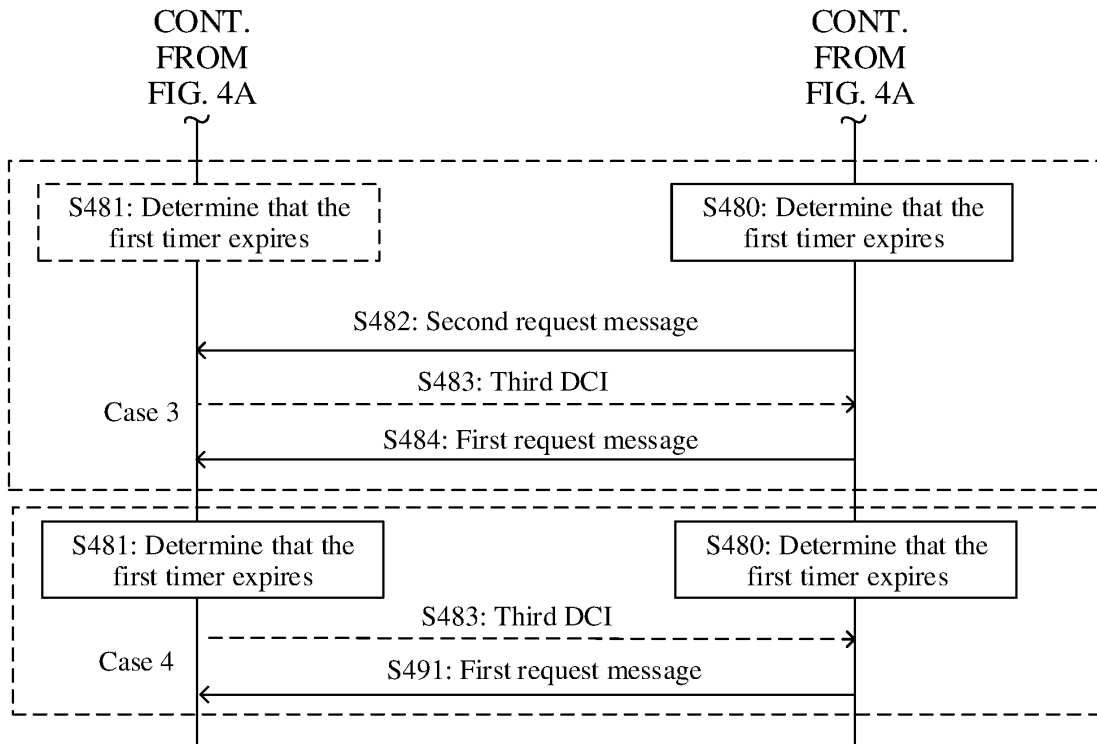 CONT.
FROM
FIG. 4A
CONT.
FROM
FIG. 4A
S481: Determine that the
first timer expires
S480: Determine that the
first timer expires
S482: Second request message
S483: Third DCI
Case 3
S484: First request message
S481: Determine that the
first timer expires
S480: Determine that the
first timer expires
S483: Third DCI
Case 4
S491: First request message